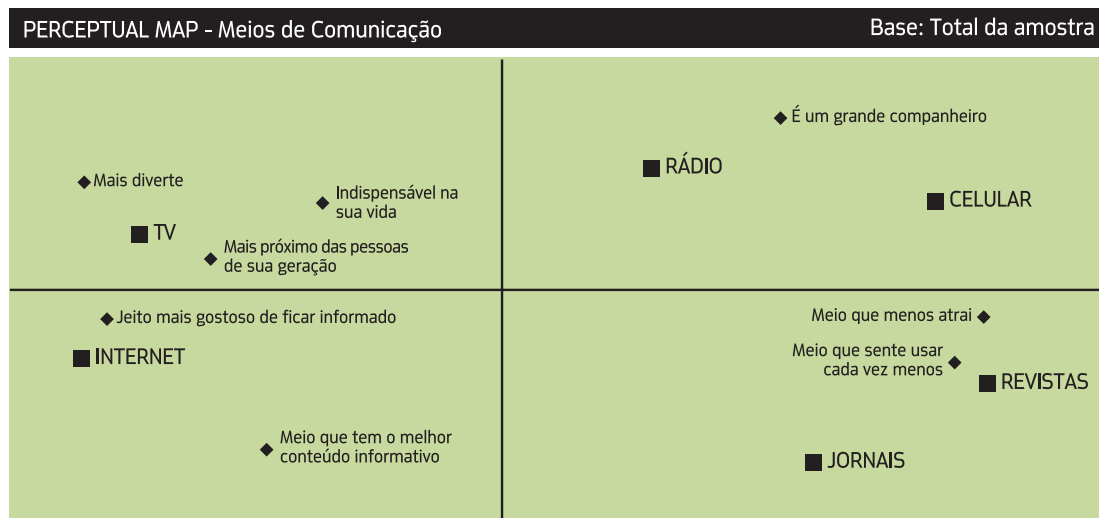 PERCEPTUAL MAP - Meios de Comunicação
Base: Total da amostra
É um grande companheiro
RÁDIO
CELULAR
Mais diverte
Indispensável na
sua vida
TV
Mais próximo das pessoas
de sua geração
Jeito mais gostoso de ficar informado
INTERNET
Meio que tem o melhor
conteúdo informativo
Meio que menos atrai
Meio que sente usar
cada vez menos
REVISTAS
JORNAIS